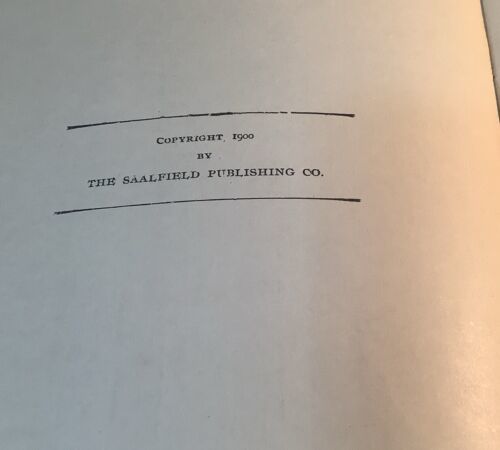 COPYRIGHT, 1900
BY
THE SAALFIELD PUBLISHING CO.